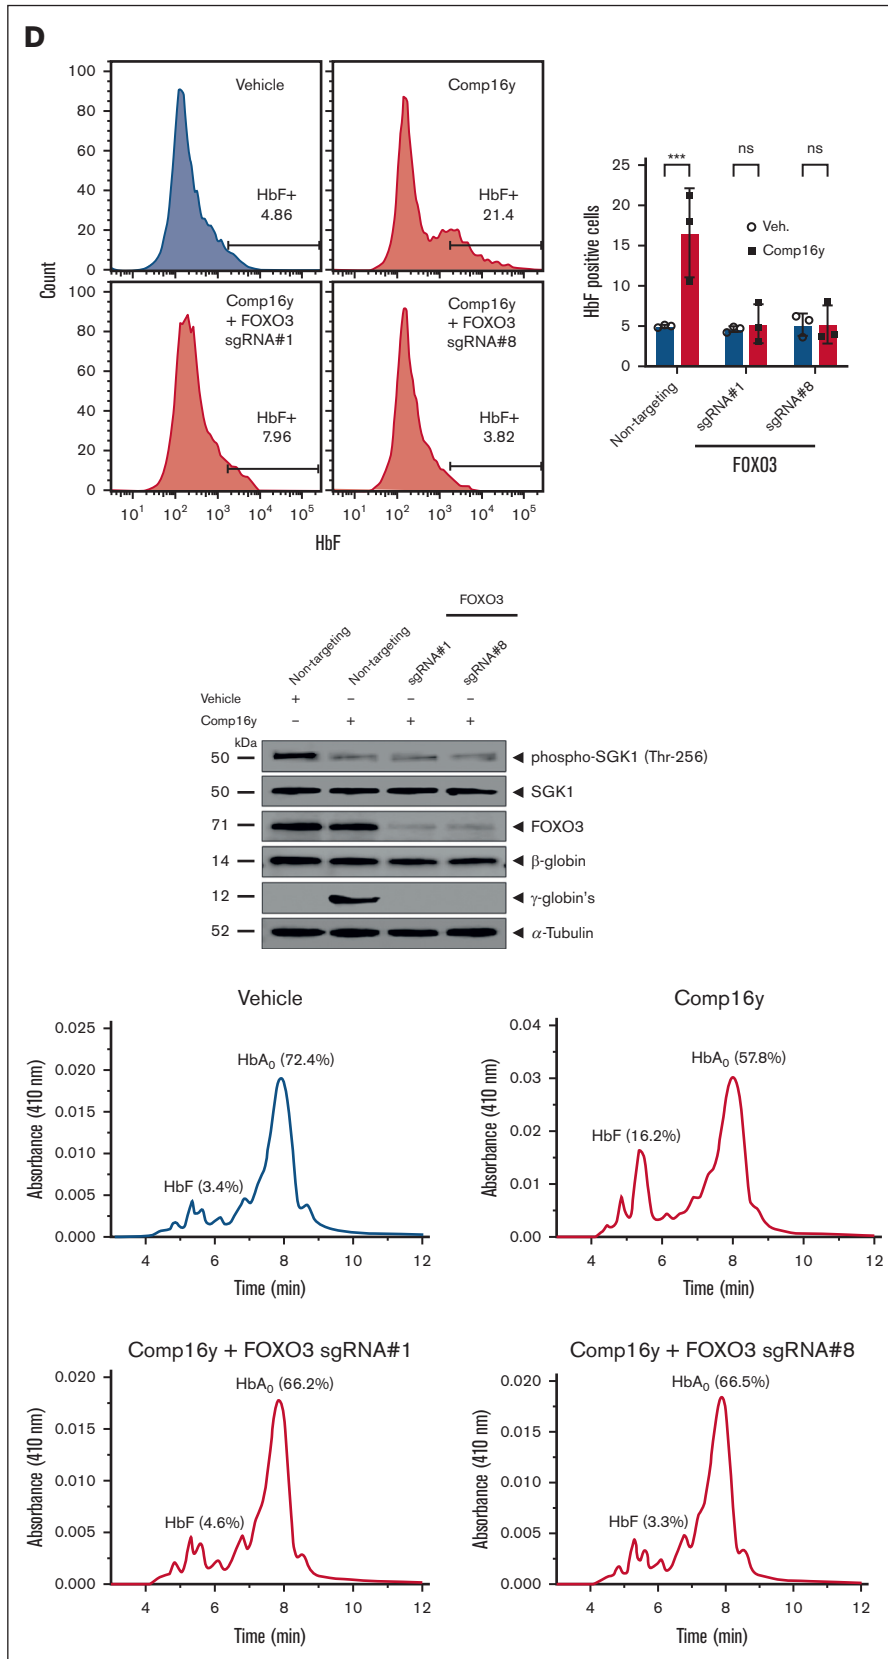 D
Vehicle
HbF+
4.86
Comp16y
HbF+
21.4
Comp16y
+ FOXO3
sgRNA#1
HbF+
7.96
Comp16y
+ FOXO3
sgRNA#8
HbF+
3.82
100
80
60
40
20
0
100
80
60
40
20
0
Count
10¹ 10² 10³ 10⁴ 10⁵
10¹ 10² 10³ 10⁴ 10⁵
HbF
*** ns ns
25
20
15
10
5
0
HbF positive cells
Veh.
Comp16y
Non-targeting
sgRNA#1
sgRNA#8
FOXO3
FOXO3
Non-targeting
Non-targeting
sgRNA#1
sgRNA#8
Vehicle + – – –
Comp16y – + + +
kDa
50 phospho-SGK1 (Thr-256)
50 SGK1
71 FOXO3
14 β-globin
12 γ-globin's
52 α-Tubulin
Vehicle
0.025
0.020
0.015
0.010
0.005
0.000
Absorbance (410 nm)
HbA₀ (72.4%)
HbF (3.4%)
4 6 8 10 12
Time (min)
Comp16y
0.04
0.03
0.02
0.01
0.00
Absorbance (410 nm)
HbA₀ (57.8%)
HbF (16.2%)
4 6 8 10 12
Time (min)
Comp16y + FOXO3 sgRNA#1
0.020
0.015
0.010
0.005
0.000
Absorbance (410 nm)
HbA₀ (66.2%)
HbF (4.6%)
4 6 8 10 12
Time (min)
Comp16y + FOXO3 sgRNA#8
0.020
0.015
0.010
0.005
0.000
Absorbance (410 nm)
HbA₀ (66.5%)
HbF (3.3%)
4 6 8 10 12
Time (min)